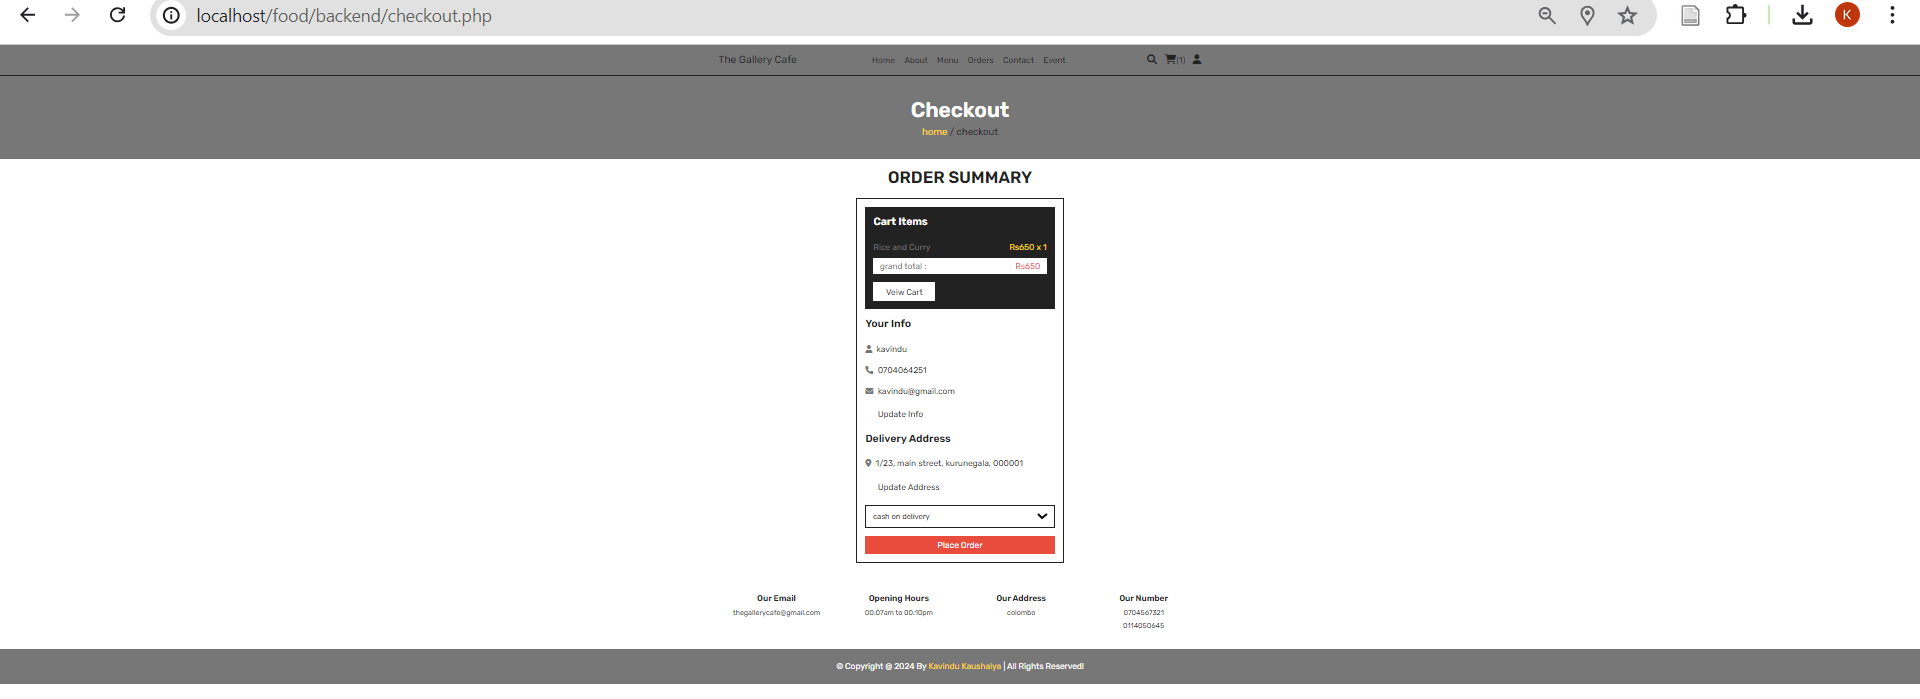 localhost/food/backend/checkout.php
K
The Gallery Cafe Home About Menu Orders Contact Event (1)
Checkout
home / checkout
ORDER SUMMARY
Cart Items
Rice and Curry Rs650 x 1
grand total : Rs650
Veiw Cart
Your Info
kavindu
0704064251
kavindu@gmail.com
Update Info
Delivery Address
1/23, main street, kurunegala, 000001
Update Address
cash on delivery
Place Order
Our Email Opening Hours Our Address Our Number
thegallerycafe@gmail.com 00:07am to 00:10pm colombo 0704567321
0114050645
© Copyright @ 2024 By Kavindu Kaushalya | All Rights Reserved!